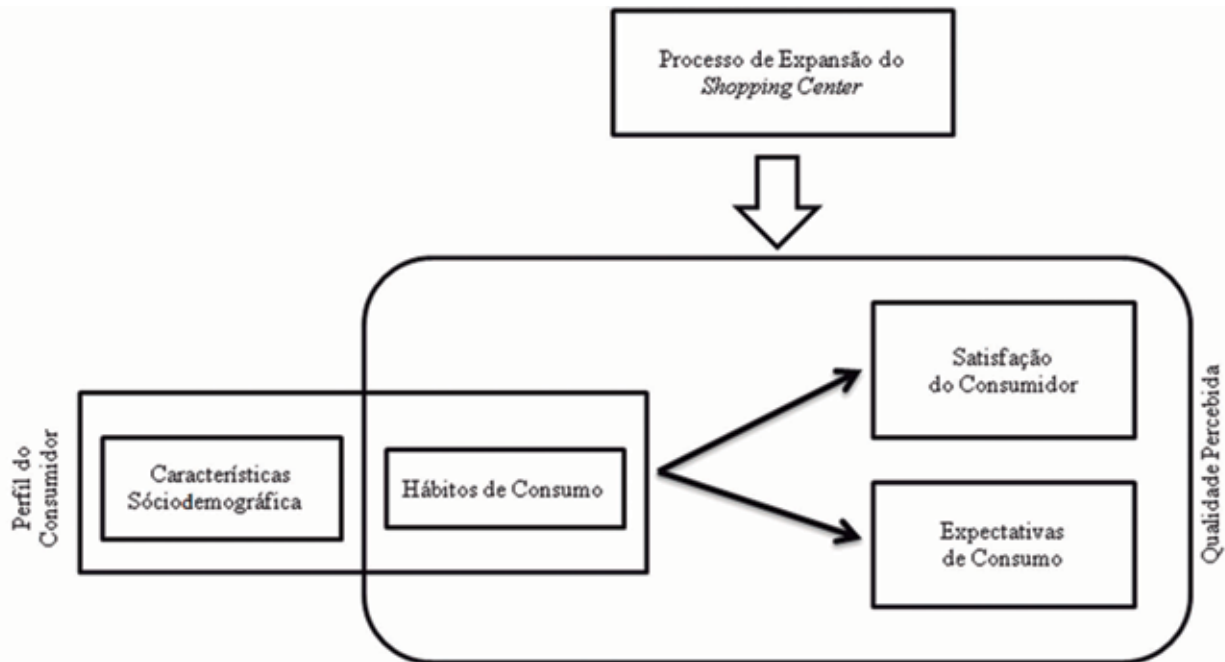 Processo de Expansão do
Shopping Center
Satisfação
do Consumidor
Perfil do
Consumidor
Características
Sóciodemográfica
Hábitos de Consumo
Expectativas
de Consumo
Qualidade Percebida